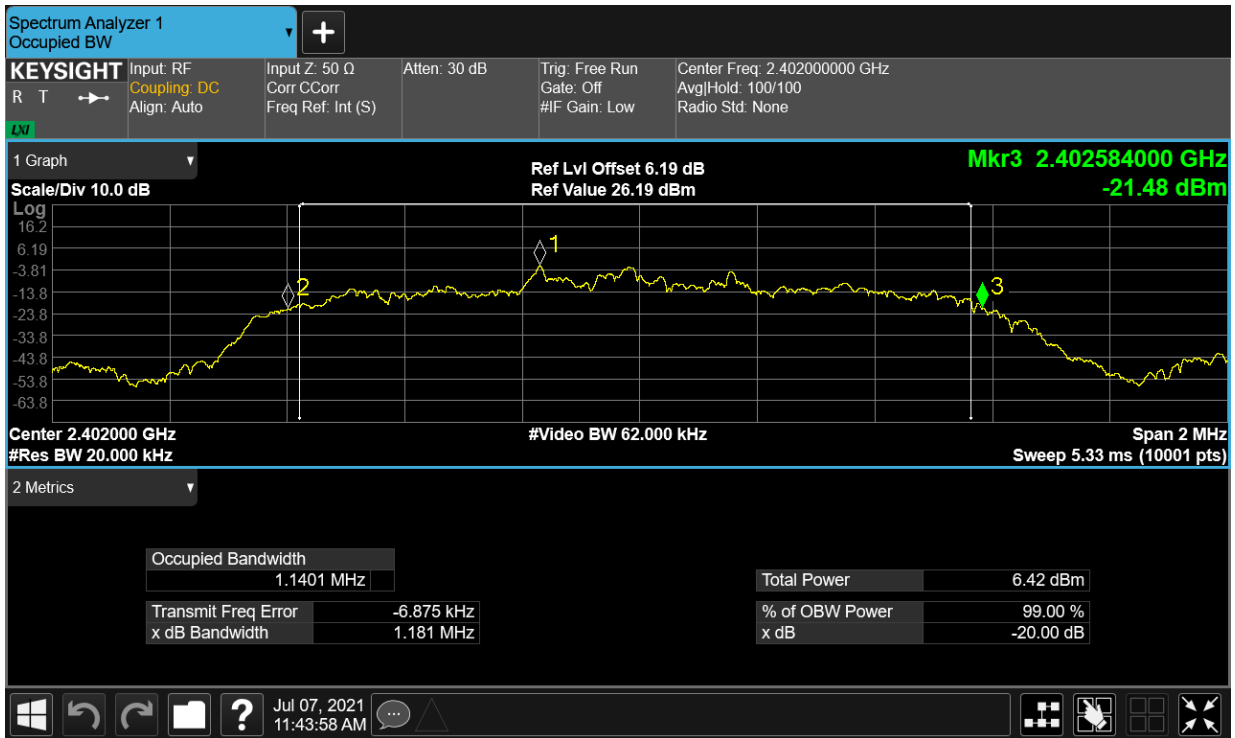 Spectrum Analyzer 1
Occupied BW
KEYSIGHT
R T
LXI
Input: RF
Coupling: DC
Align: Auto
Input Z: 50 Ω
Corr CCorr
Freq Ref: Int (S)
Atten: 30 dB
Trig: Free Run
Gate: Off
#IF Gain: Low
Center Freq: 2.402000000 GHz
Avg|Hold: 100/100
Radio Std: None
1 Graph
Scale/Div 10.0 dB
Ref Lvl Offset 6.19 dB
Ref Value 26.19 dBm
Mkr3 2.402584000 GHz
-21.48 dBm
Log
16.2
6.19
-3.81
-13.8
-23.8
-33.8
-43.8
-53.8
-63.8
1
2
3
Center 2.402000 GHz
#Video BW 62.000 kHz
Span 2 MHz
#Res BW 20.000 kHz
Sweep 5.33 ms (10001 pts)
2 Metrics
Occupied Bandwidth
1.1401 MHz
Transmit Freq Error -6.875 kHz
x dB Bandwidth 1.181 MHz
Total Power 6.42 dBm
% of OBW Power 99.00 %
x dB -20.00 dB
?
Jul 07, 2021
11:43:58 AM